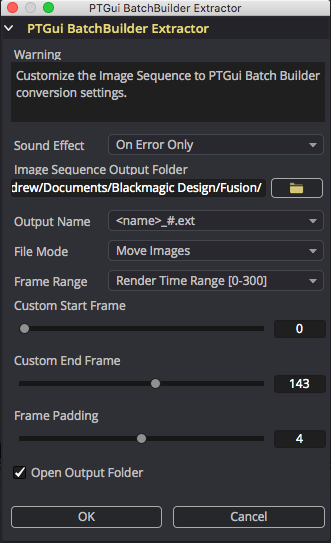 PTGui BatchBuilder Extractor
PTGui BatchBuilder Extractor
Warning
Customize the Image Sequence to PTGui Batch Builder
conversion settings.
Sound Effect On Error Only
Image Sequence Output Folder
drew/Documents/Blackmagic Design/Fusion/
Output Name <name>_#.ext
File Mode Move Images
Frame Range Render Time Range [0-300]
Custom Start Frame
0
Custom End Frame
143
Frame Padding
4
Open Output Folder
OK Cancel